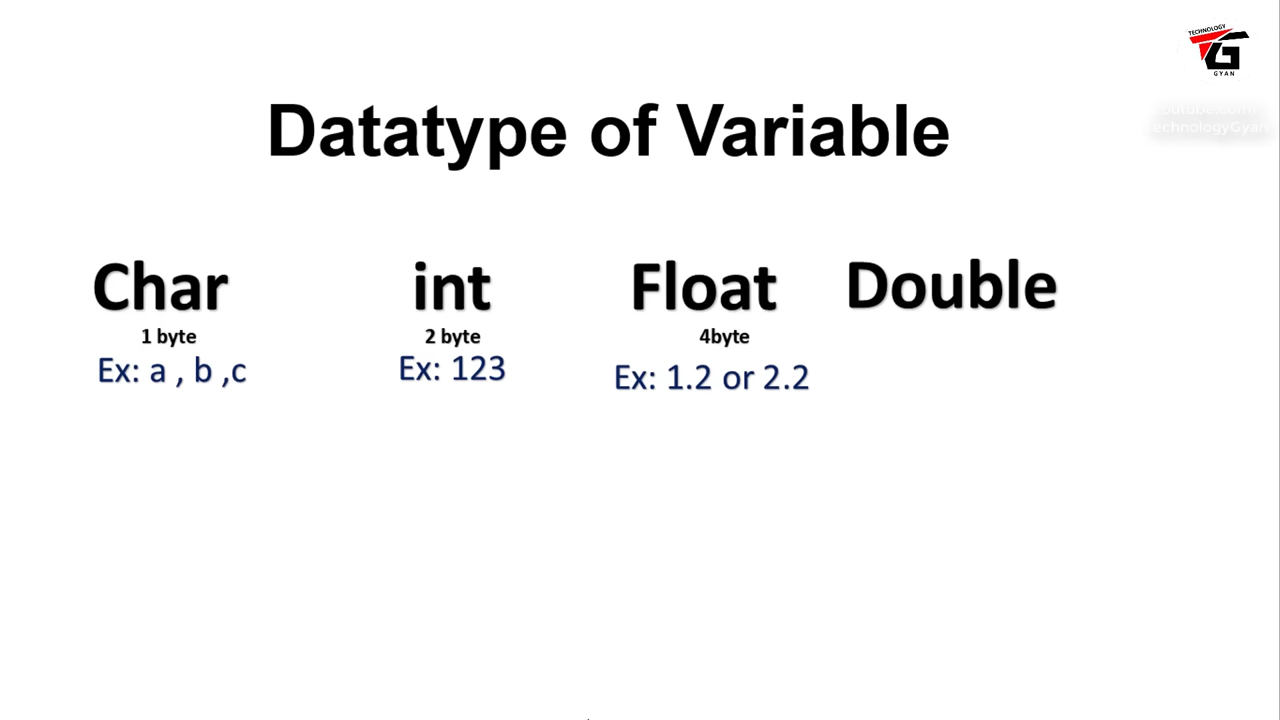 TECHNOLOGY
TG
GYAN
Datatype of Variable
Char int Float Double
1 byte 2 byte 4byte
Ex: a , b ,c Ex: 123 Ex: 1.2 or 2.2